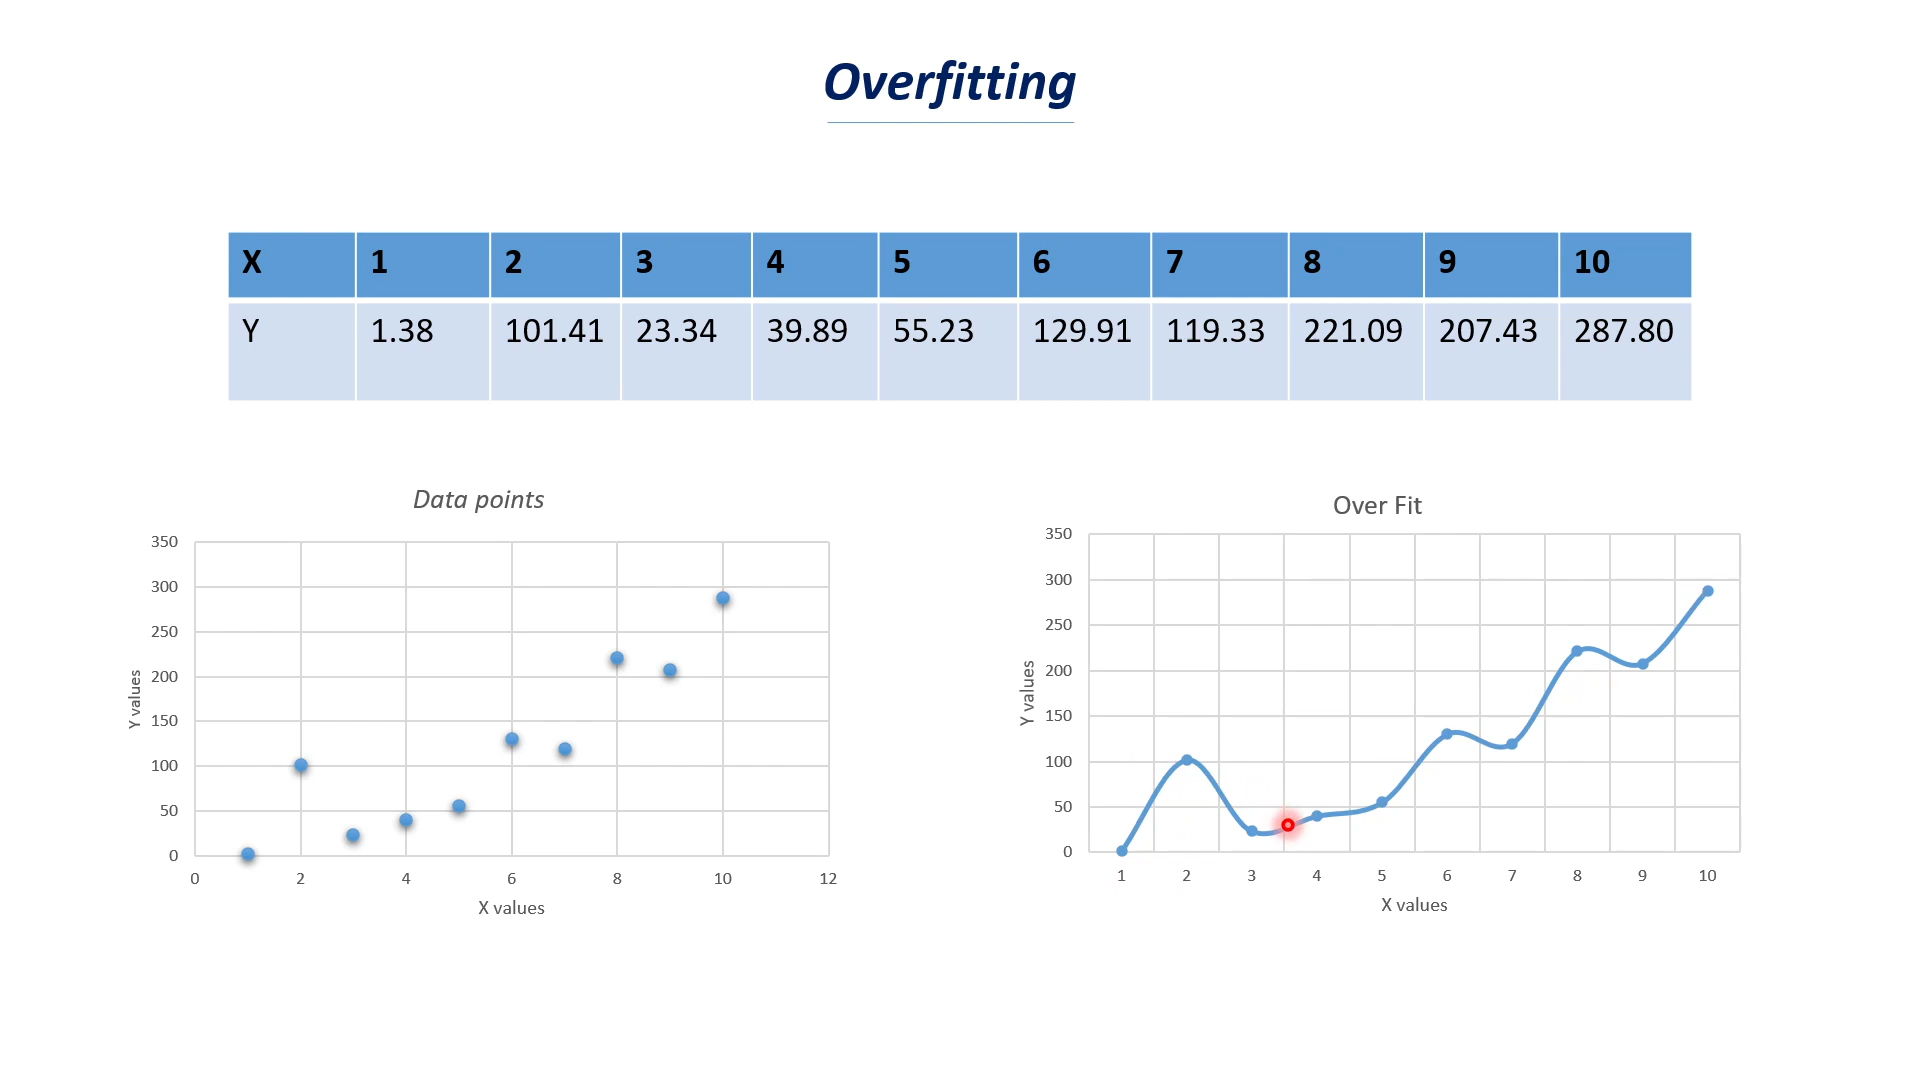 Overfitting
X 1 2 3 4 5 6 7 8 9 10
Y 1.38 101.41 23.34 39.89 55.23 129.91 119.33 221.09 207.43 287.80
Data points
350
300
250
200
150
100
50
0
Y values
0 2 4 6 8 10 12
X values
Over Fit
350
300
250
200
150
100
50
0
Y values
1 2 3 4 5 6 7 8 9 10
X values